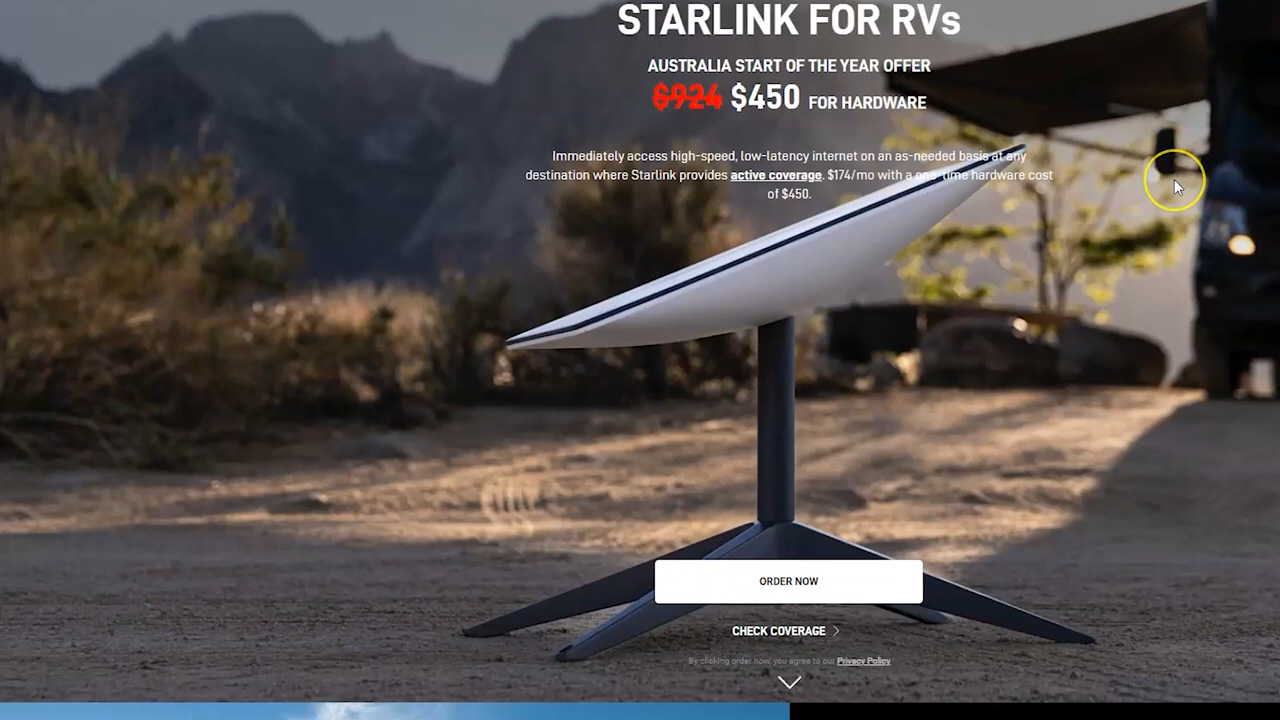 STARLINK FOR RVs
AUSTRALIA START OF THE YEAR OFFER
$924 $450 FOR HARDWARE
Immediately access high-speed, low-latency internet on an as-needed basis at any
destination where Starlink provides active coverage. $174/mo with a one-time hardware cost
of $450.
ORDER NOW
CHECK COVERAGE
By clicking order now, you agree to our Privacy Policy